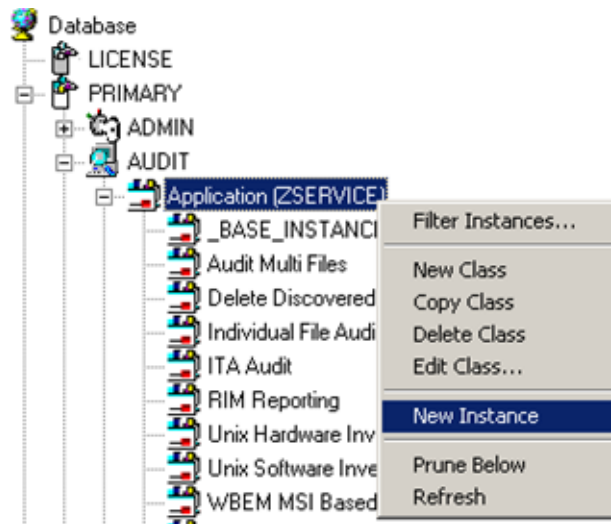 Database
LICENSE
PRIMARY
ADMIN
AUDIT
Application (ZSERVICE)
_BASE_INSTANC
Audit Multi Files
Delete Discovered
Individual File Audi
ITA Audit
RIM Reporting
Unix Hardware Inv
Unix Software Inve
WBEM MSI Based
Filter Instances...
New Class
Copy Class
Delete Class
Edit Class...
New Instance
Prune Below
Refresh